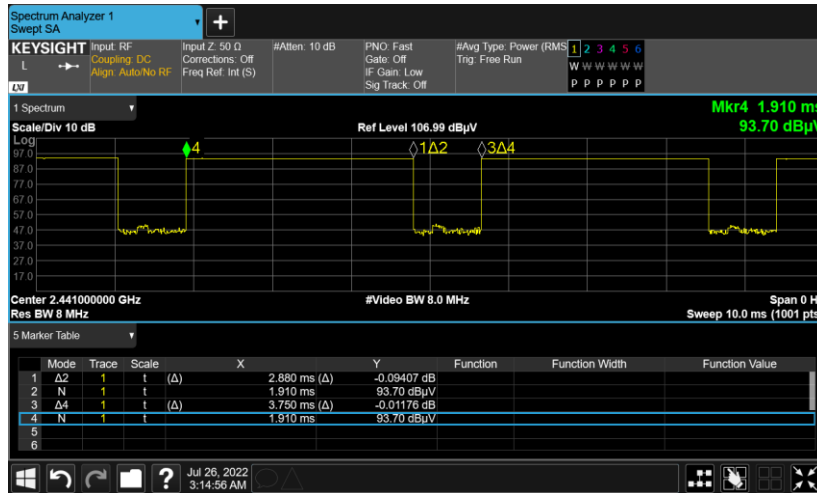 Spectrum Analyzer 1
Swept SA
KEYSIGHT
L
LXI
Input: RF
Coupling: DC
Align: Auto/No RF
Input Z: 50 Ω
Corrections: Off
Freq Ref: Int (S)
#Atten: 10 dB
PNO: Fast
Gate: Off
IF Gain: Low
Sig Track: Off
#Avg Type: Power (RMS
Trig: Free Run
1 2 3 4 5 6
W W W W W W
P P P P P P
1 Spectrum
Mkr4 1.910 ms
Scale/Div 10 dB
Ref Level 106.99 dBµV
93.70 dBµV
Log
4
1Δ2
3Δ4
97.0
87.0
77.0
67.0
57.0
47.0
37.0
27.0
17.0
Center 2.441000000 GHz
#Video BW 8.0 MHz
Span 0 H
Res BW 8 MHz
Sweep 10.0 ms (1001 pts
5 Marker Table
Mode Trace Scale X Y Function Function Width Function Value
1 Δ2 1 t (Δ) 2.880 ms (Δ) -0.09407 dB
2 N 1 t 1.910 ms 93.70 dBµV
3 Δ4 1 t (Δ) 3.750 ms (Δ) -0.01176 dB
4 N 1 t 1.910 ms 93.70 dBµV
5
6
?
Jul 26, 2022
3:14:56 AM